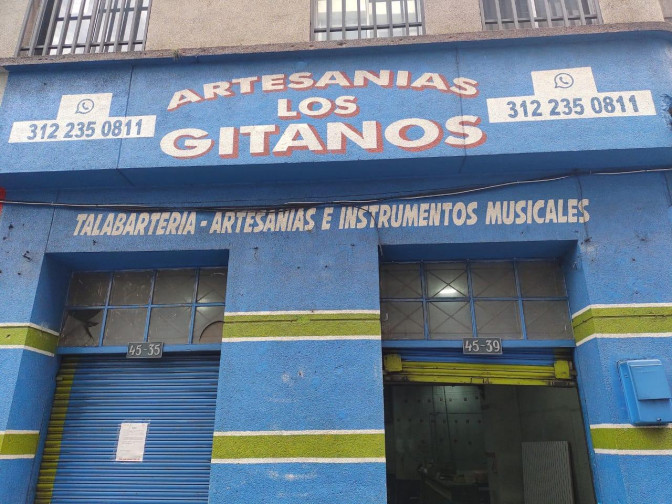 ARTESANIAS
LOS
GITANOS
312 235 0811
312 235 0811
TALABARTERIA - ARTESANIAS E INSTRUMENTOS MUSICALES
45-35
45-39